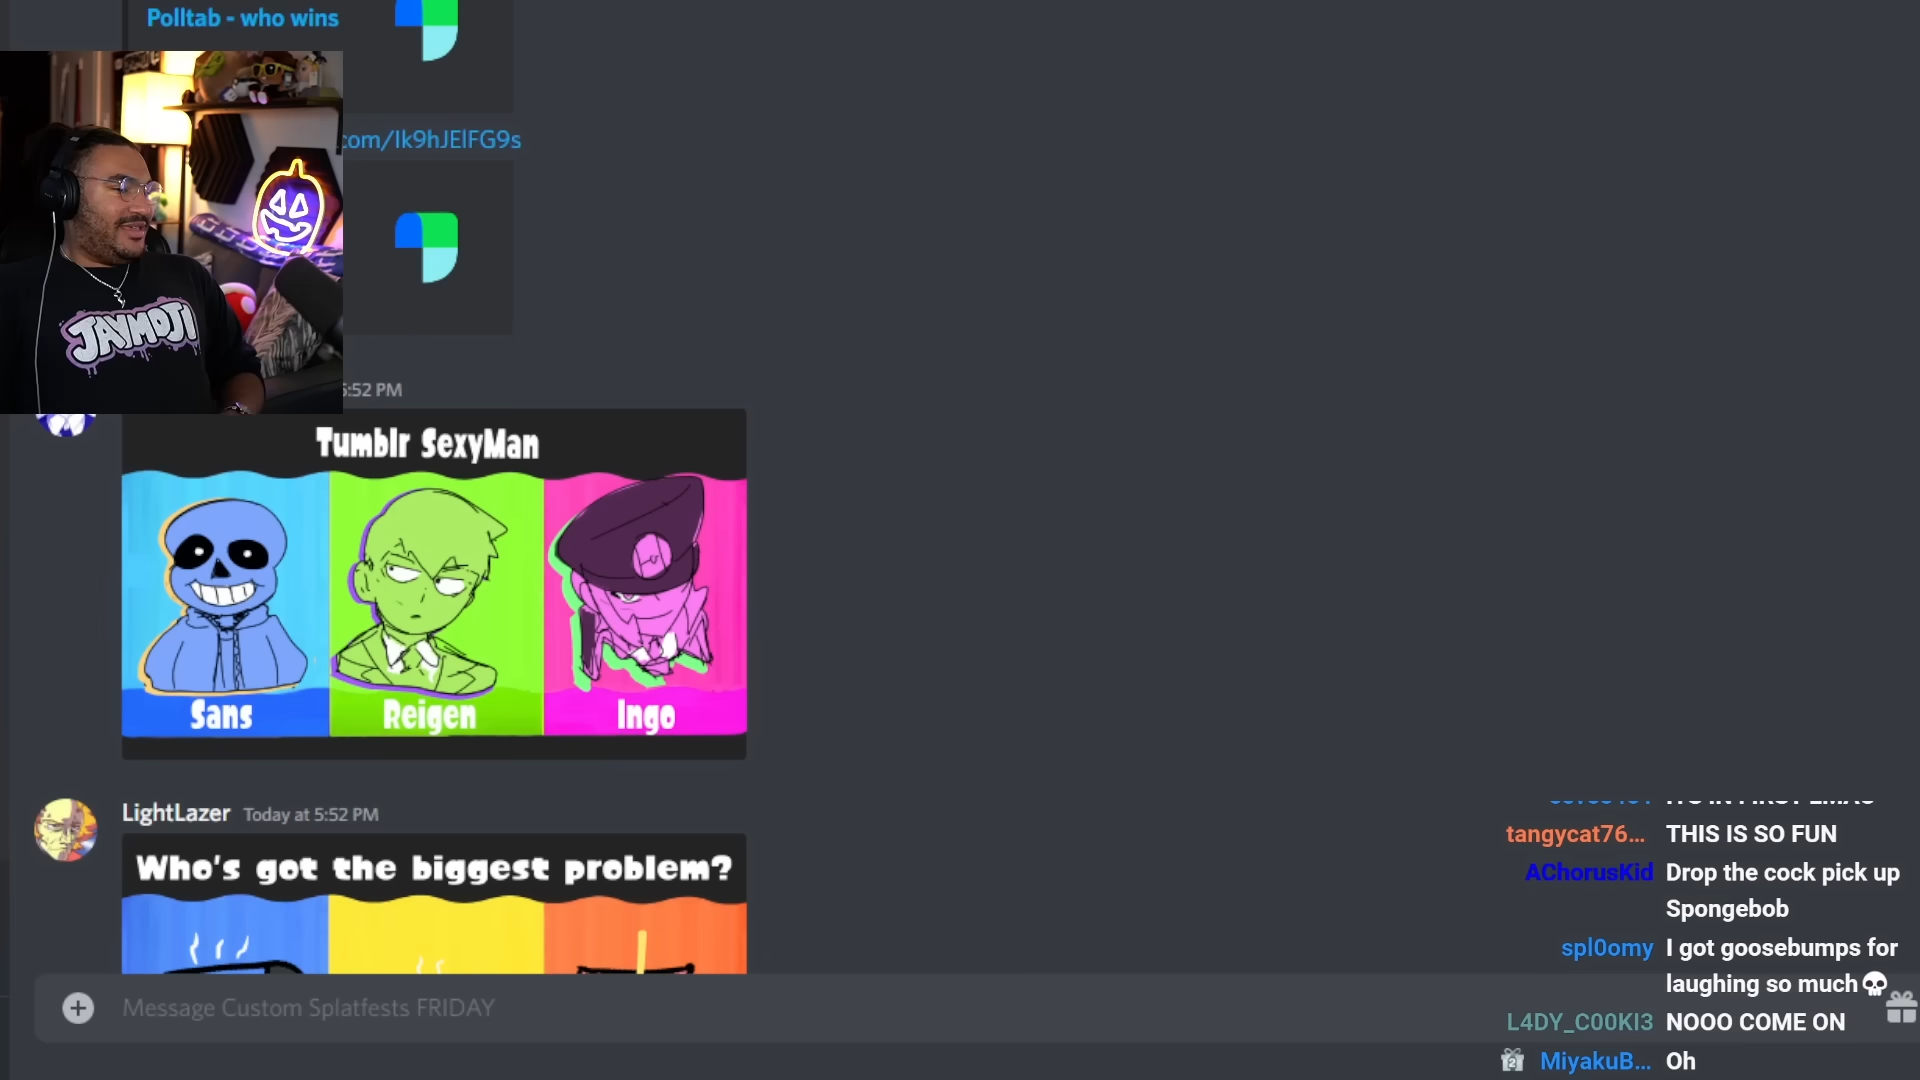 Polltab - who wins
com/Ik9hJElFG9s
JAYMOJI
5:52 PM
Tumblr SexyMan
Sans
Reigen
Ingo
LightLazer Today at 5:52 PM
Who's got the biggest problem?
Message Custom Splatfests FRIDAY
tangycat76… THIS IS SO FUN
AChorusKid Drop the cock pick up
Spongebob
spl0omy I got goosebumps for
laughing so much💀
L4DY_C00KI3 NOOO COME ON
2 MiyakuB… Oh